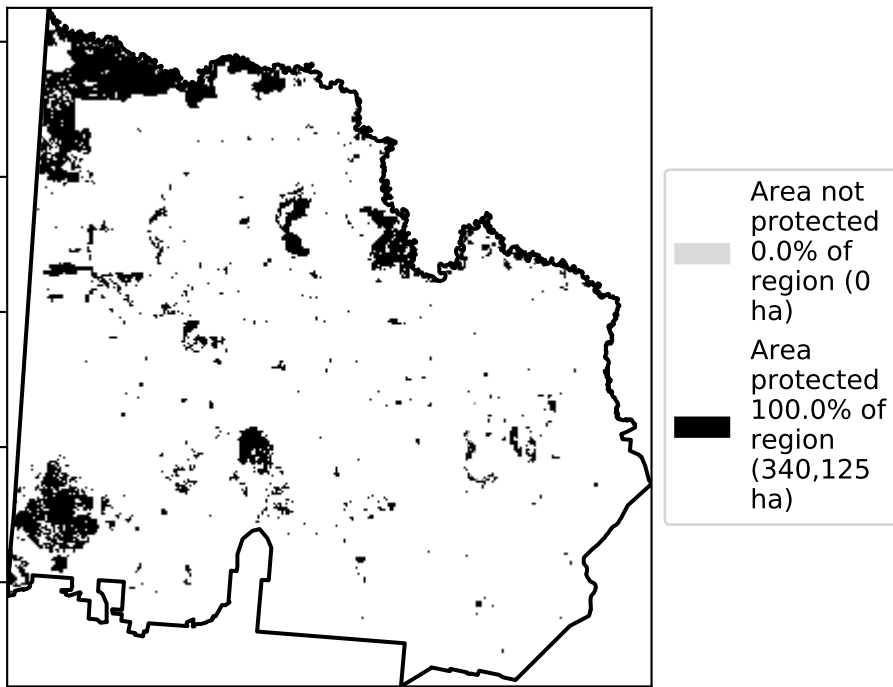 Area not
protected
0.0% of
region (0
ha)
Area
protected
100.0% of
region
(340,125
ha)